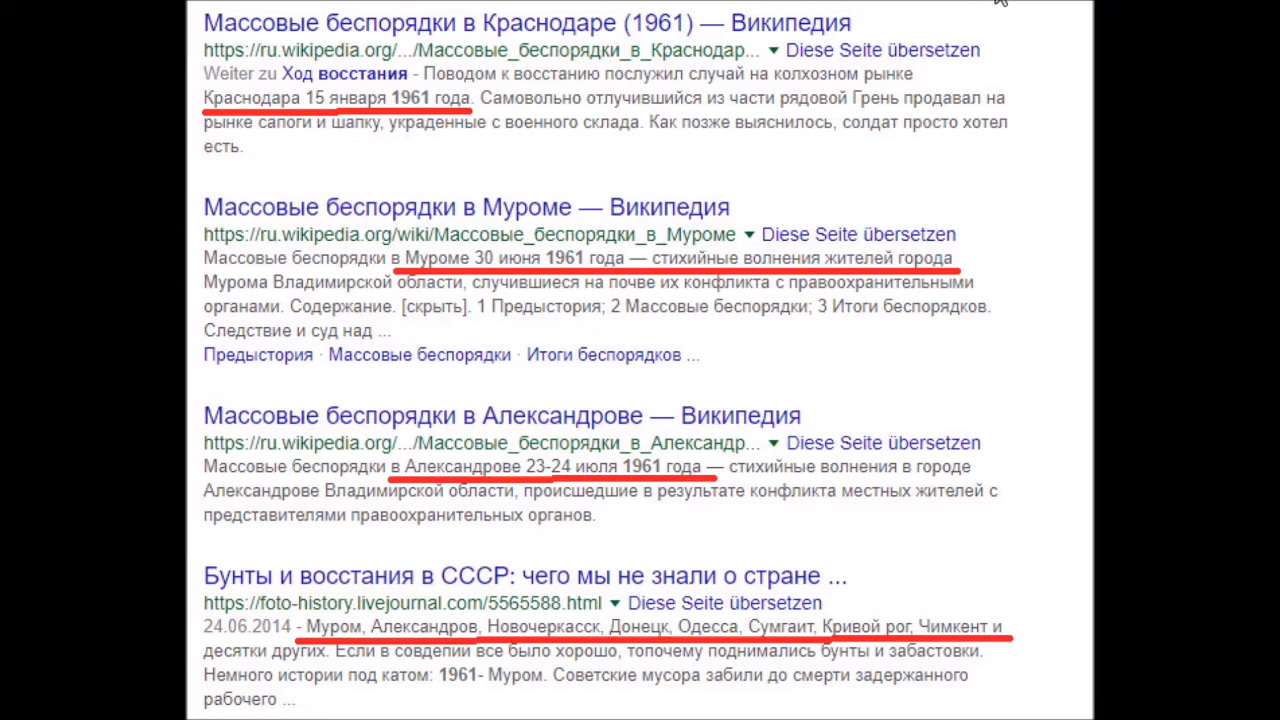 Массовые беспорядки в Краснодаре (1961) — Википедия
https://ru.wikipedia.org/.../Массовые_беспорядки_в_Краснодар... ▼ Diese Seite übersetzen
Weiter zu Ход восстания - Поводом к восстанию послужил случай на колхозном рынке
Краснодара 15 января 1961 года. Самовольно отлучившийся из части рядовой Грень продавал на
рынке сапоги и шапку, украденные с военного склада. Как позже выяснилось, солдат просто хотел
есть.
Массовые беспорядки в Муроме — Википедия
https://ru.wikipedia.org/wiki/Массовые_беспорядки_в_Муроме ▼ Diese Seite übersetzen
Массовые беспорядки в Муроме 30 июня 1961 года — стихийные волнения жителей города
Мурома Владимирской области, случившиеся на почве их конфликта с правоохранительными
органами. Содержание. [скрыть]. 1 Предыстория; 2 Массовые беспорядки; 3 Итоги беспорядков.
Следствие и суд над ...
Предыстория · Массовые беспорядки · Итоги беспорядков ...
Массовые беспорядки в Александрове — Википедия
https://ru.wikipedia.org/.../Массовые_беспорядки_в_Александр... ▼ Diese Seite übersetzen
Массовые беспорядки в Александрове 23-24 июля 1961 года — стихийные волнения в городе
Александрове Владимирской области, происшедшие в результате конфликта местных жителей с
представителями правоохранительных органов.
Бунты и восстания в СССР: чего мы не знали о стране ...
https://foto-history.livejournal.com/5565588.html ▼ Diese Seite übersetzen
24.06.2014 - Муром, Александров, Новочеркасск, Донецк, Одесса, Сумгаит, Кривой рог, Чимкент и
десятки других. Если в совдепии все было хорошо, топочему поднимались бунты и забастовки.
Немного истории под катом: 1961- Муром. Советские мусора забили до смерти задержанного
рабочего ...